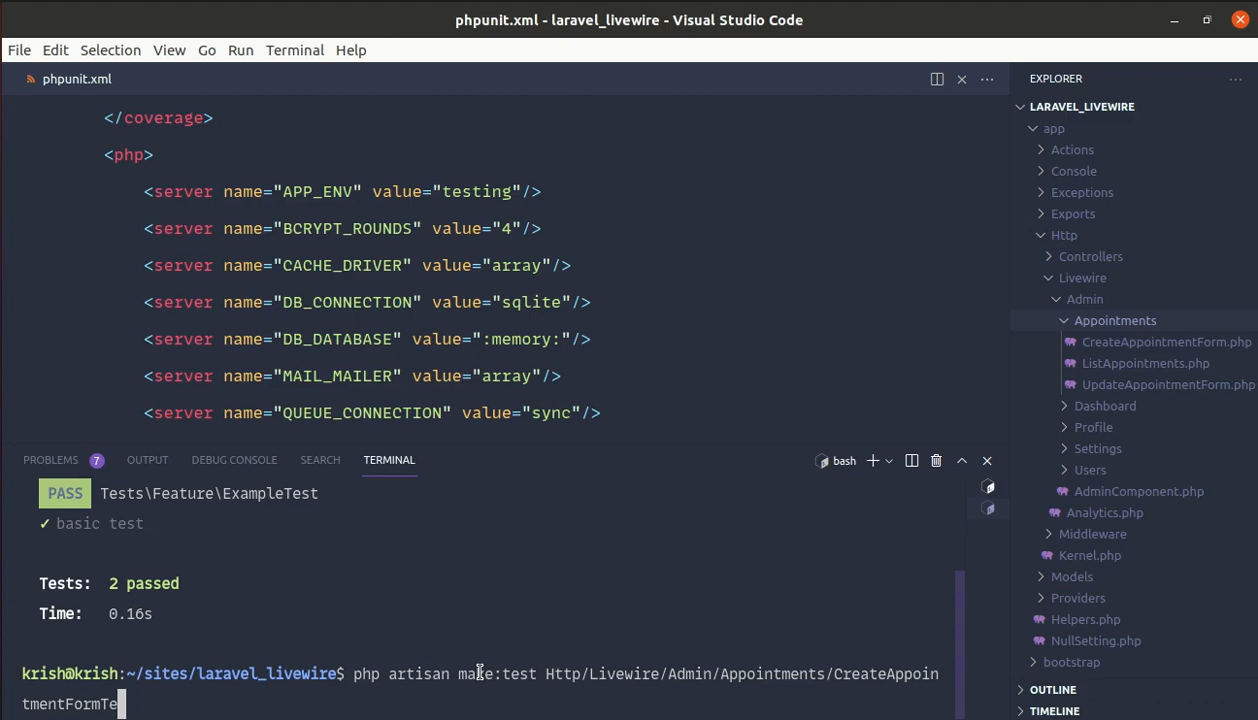 phpunit.xml - laravel_livewire - Visual Studio Code
File Edit Selection View Go Run Terminal Help
phpunit.xml
</coverage>
<php>
<server name="APP_ENV" value="testing"/>
<server name="BCRYPT_ROUNDS" value="4"/>
<server name="CACHE_DRIVER" value="array"/>
<server name="DB_CONNECTION" value="sqlite"/>
<server name="DB_DATABASE" value=":memory:"/>
<server name="MAIL_MAILER" value="array"/>
<server name="QUEUE_CONNECTION" value="sync"/>
PROBLEMS 7 OUTPUT DEBUG CONSOLE SEARCH TERMINAL
bash
PASS Tests\Feature\ExampleTest
✓ basic test
Tests: 2 passed
Time: 0.16s
krish@krish:~/sites/laravel_livewire$ php artisan make:test Http/Livewire/Admin/Appointments/CreateAppoin
tmentFormTe
EXPLORER
LARAVEL_LIVEWIRE
app
Actions
Console
Exceptions
Exports
Http
Controllers
Livewire
Admin
Appointments
CreateAppointmentForm.php
ListAppointments.php
UpdateAppointmentForm.php
Dashboard
Profile
Settings
Users
AdminComponent.php
Analytics.php
Middleware
Kernel.php
Models
Providers
Helpers.php
NullSetting.php
bootstrap
OUTLINE
TIMELINE